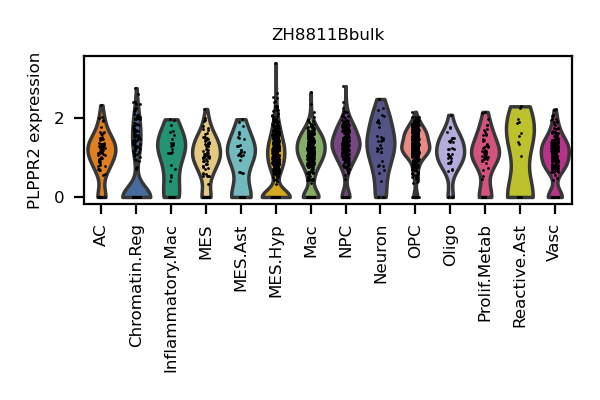 ZH8811Bbulk
PLPPR2 expression
2
0
AC
Chromatin.Reg
Inflammatory.Mac
MES
MES.Ast
MES.Hyp
Mac
NPC
Neuron
OPC
Oligo
Prolif.Metab
Reactive.Ast
Vasc